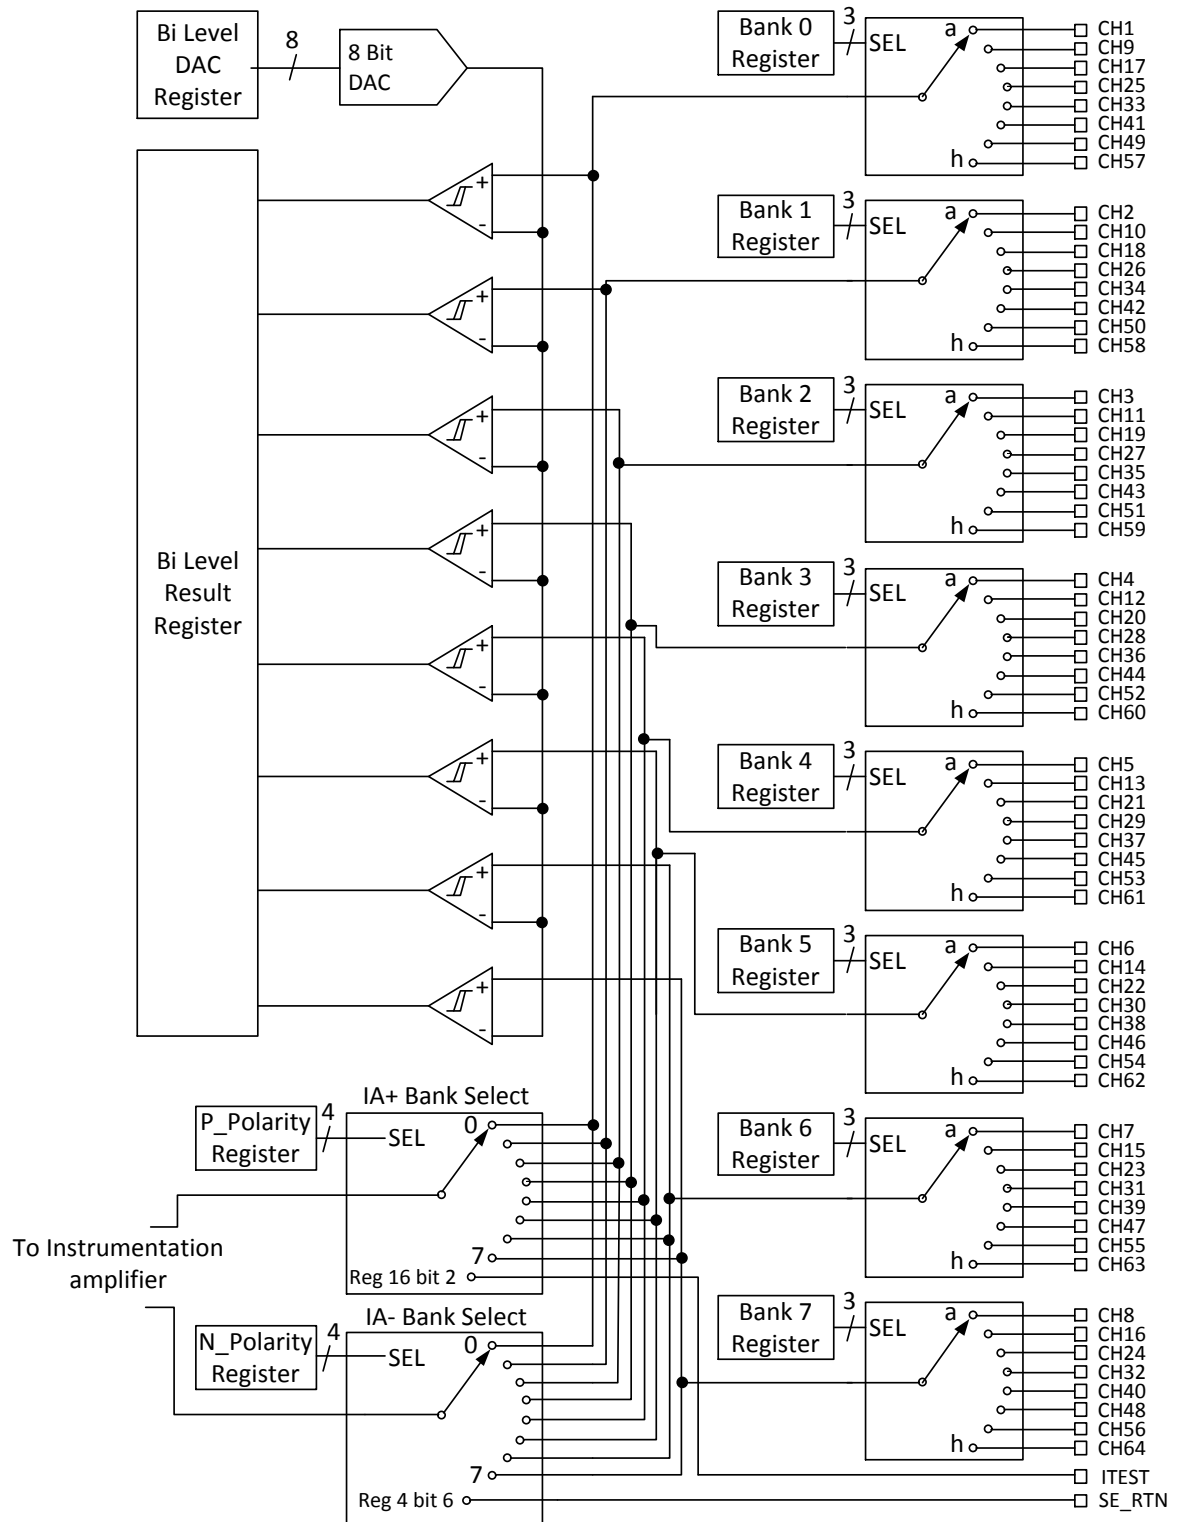 Bi Level
DAC
Register
8
8 Bit
DAC
Bank 0
Register
3
SEL
a
h
CH1
CH9
CH17
CH25
CH33
CH41
CH49
CH57
Bank 1
Register
3
SEL
a
h
CH2
CH10
CH18
CH26
CH34
CH42
CH50
CH58
Bank 2
Register
3
SEL
a
h
CH3
CH11
CH19
CH27
CH35
CH43
CH51
CH59
Bank 3
Register
3
SEL
a
h
CH4
CH12
CH20
CH28
CH36
CH44
CH52
CH60
Bank 4
Register
3
SEL
a
h
CH5
CH13
CH21
CH29
CH37
CH45
CH53
CH61
Bank 5
Register
3
SEL
a
h
CH6
CH14
CH22
CH30
CH38
CH46
CH54
CH62
Bank 6
Register
3
SEL
a
h
CH7
CH15
CH23
CH31
CH39
CH47
CH55
CH63
Bank 7
Register
3
SEL
a
h
CH8
CH16
CH24
CH32
CH40
CH48
CH56
CH64
ITEST
SE_RTN
Bi Level
Result
Register
+
-
+
-
+
-
+
-
+
-
+
-
+
-
+
-
IA+ Bank Select
P_Polarity
Register
4
SEL
0
7
Reg 16 bit 2
To Instrumentation
amplifier
IA- Bank Select
N_Polarity
Register
4
SEL
0
7
Reg 4 bit 6